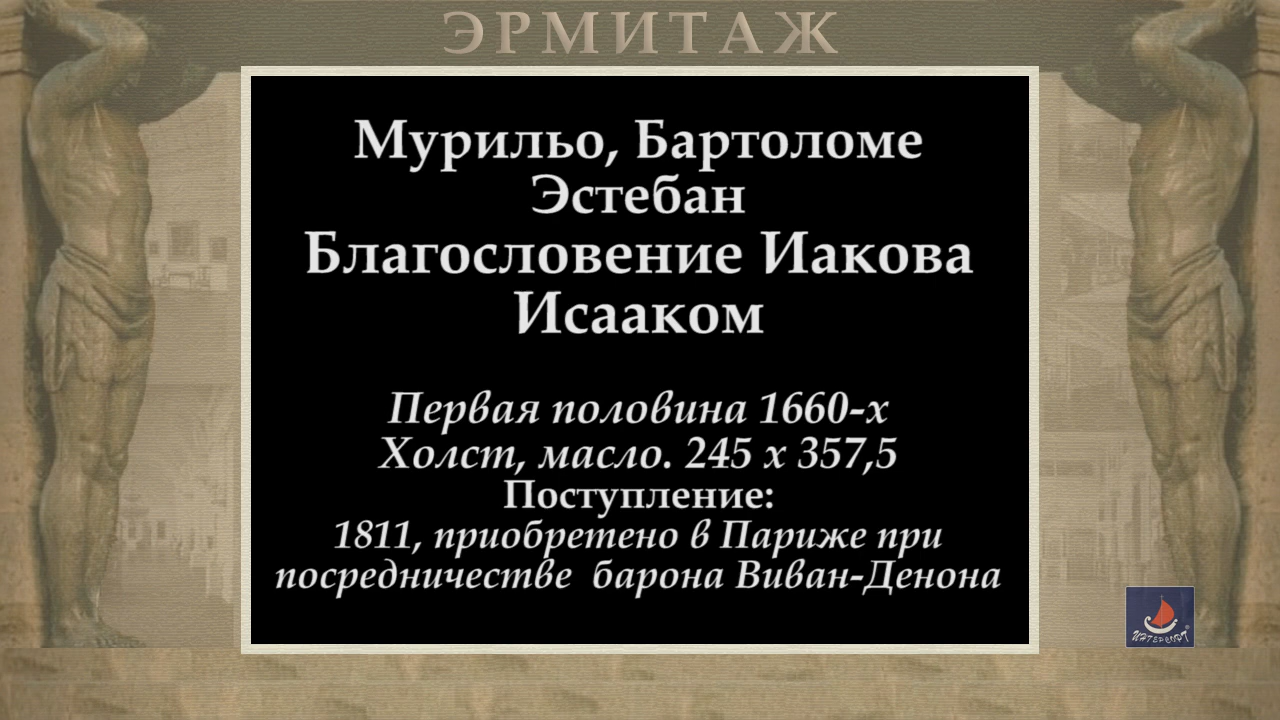 ЭРМИТАЖ
Мурильо, Бартоломе
Эстебан
Благословение Иакова
Исааком
Первая половина 1660-х
Холст, масло. 245 x 357,5
Поступление:
1811, приобретено в Париже при
посредничестве барона Виван-Денона
ИНТЕРСОФТ®